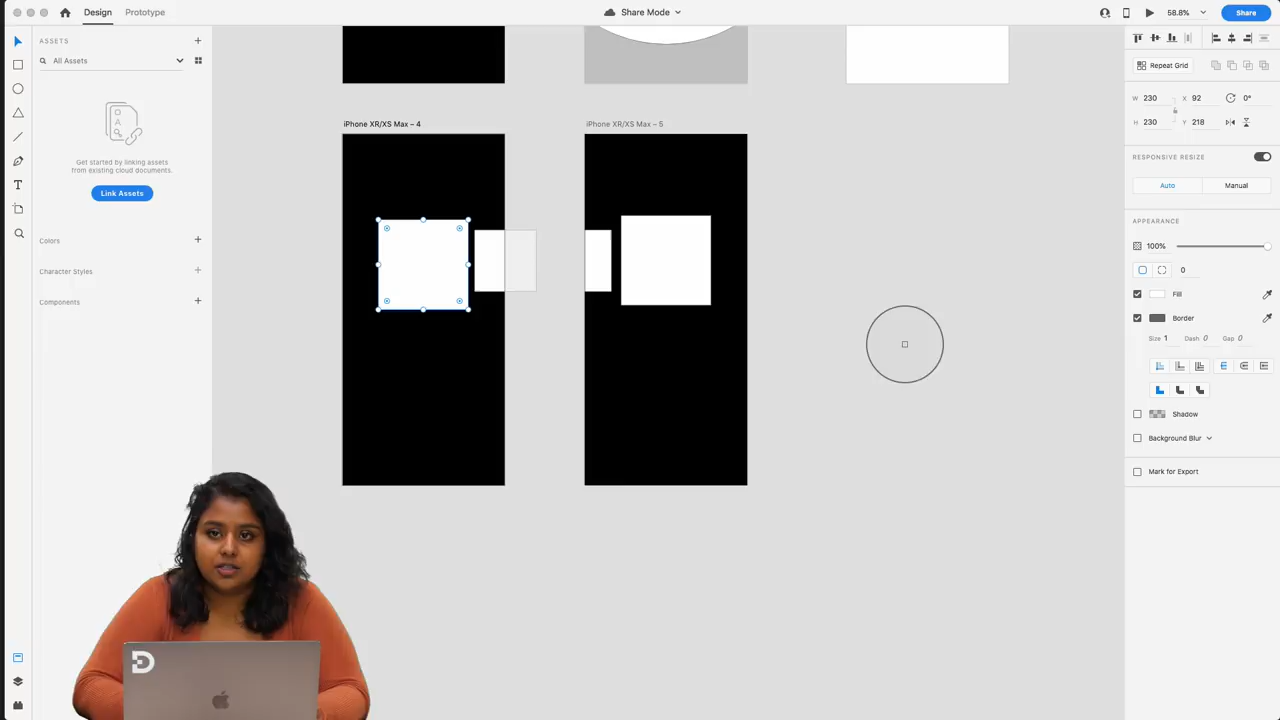 Design
Prototype
Share Mode
58.8%
Share
ASSETS
All Assets
Get started by linking assets
from existing cloud documents.
Link Assets
Colors
Character Styles
Components
iPhone XR/XS Max – 4
iPhone XR/XS Max – 5
Repeat Grid
W 230 X 92 0°
H 230 Y 218
RESPONSIVE RESIZE
Auto
Manual
APPEARANCE
100%
0
Fill
Border
Size 1 Dash 0 Gap 0
Shadow
Background Blur
Mark for Export